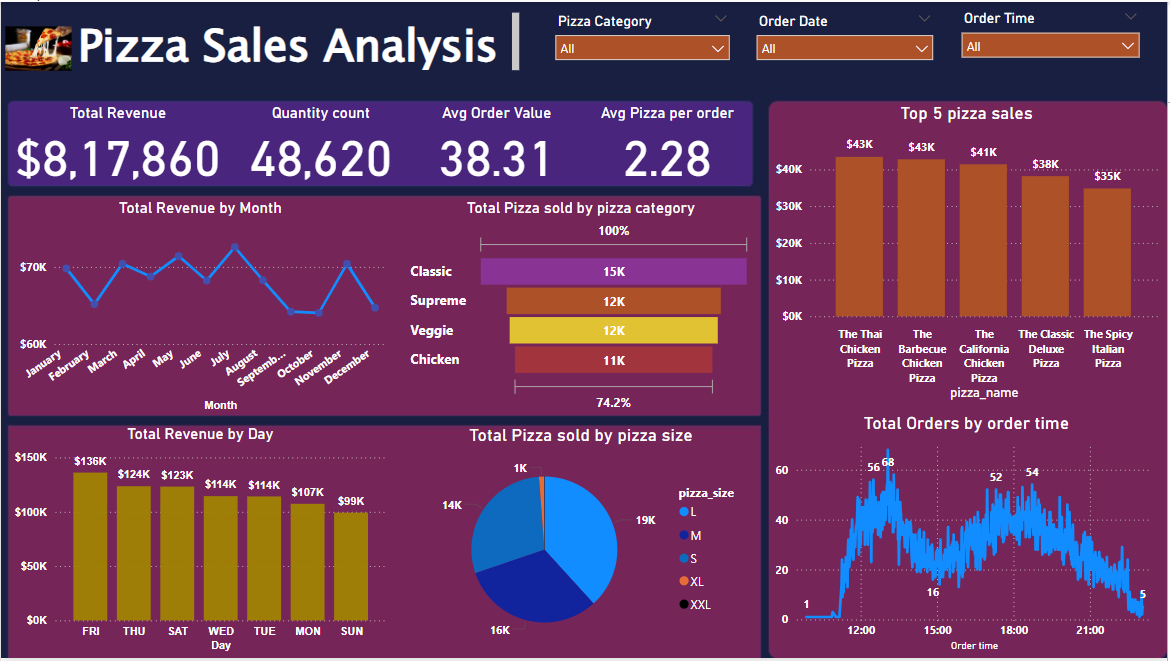 Pizza Sales Analysis
Pizza Category
All
Order Date
All
Order Time
All
Total Revenue
$8,17,860
Quantity count
48,620
Avg Order Value
38.31
Avg Pizza per order
2.28
Total Revenue by Month
$70K
$60K
January
February
March
April
May
June
July
August
Septemb...
October
November
December
Month
Total Pizza sold by pizza category
100%
Classic 15K
Supreme 12K
Veggie 12K
Chicken 11K
74.2%
Top 5 pizza sales
$40K
$30K
$20K
$10K
$0K
$43K
$43K
$41K
$38K
$35K
The Thai
Chicken
Pizza
The
Barbecue
Chicken
Pizza
The
California
Chicken
Pizza
The Classic
Deluxe
Pizza
The Spicy
Italian
Pizza
pizza_name
Total Revenue by Day
$150K
$100K
$50K
$0K
$136K
$124K
$123K
$114K
$114K
$107K
$99K
FRI
THU
SAT
WED
TUE
MON
SUN
Day
Total Pizza sold by pizza size
1K
14K
19K
16K
pizza_size
L
M
S
XL
XXL
Total Orders by order time
60
40
20
0
1
56
68
16
52
54
5
12:00
15:00
18:00
21:00
Order time